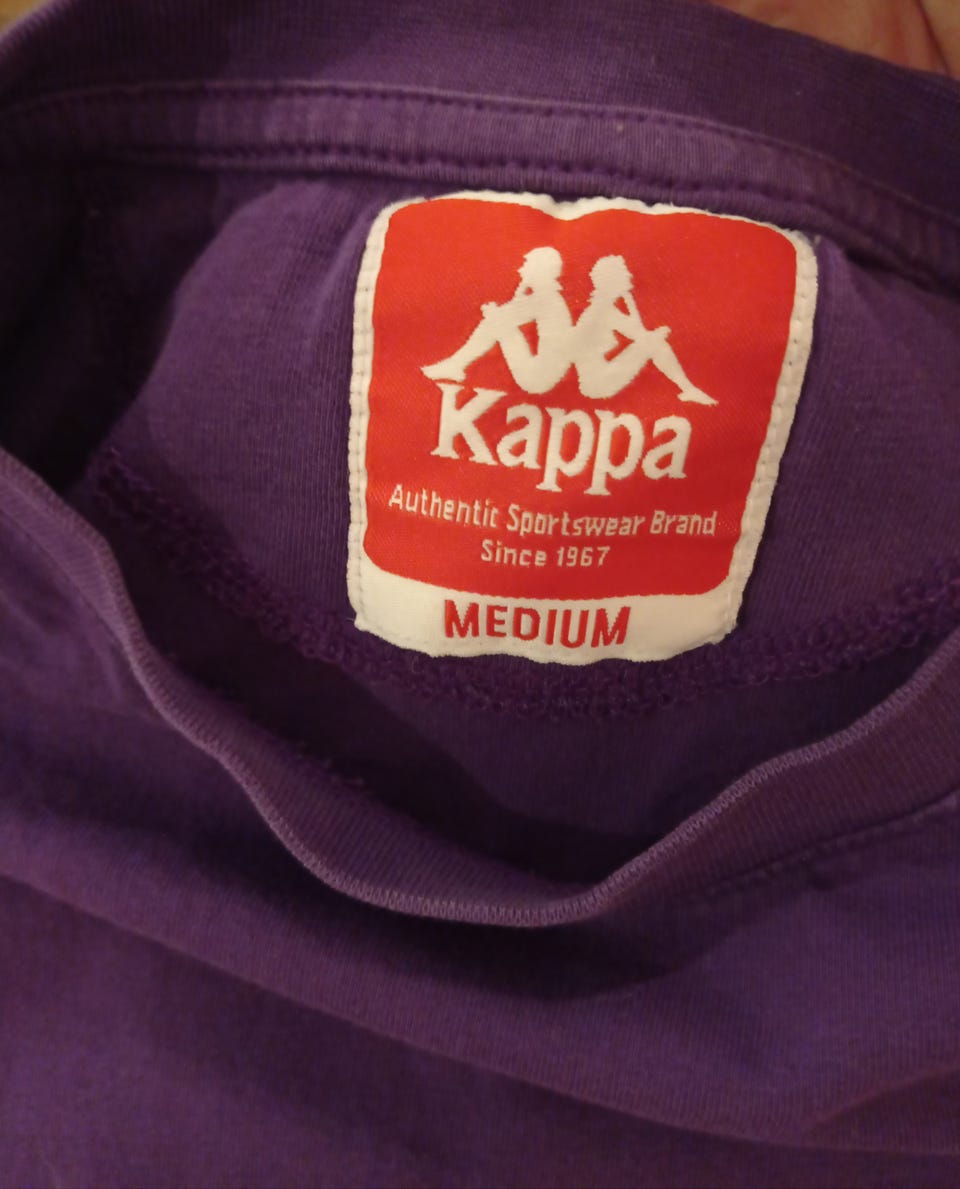 Kappa
Authentic Sportswear Brand
Since 1967
MEDIUM